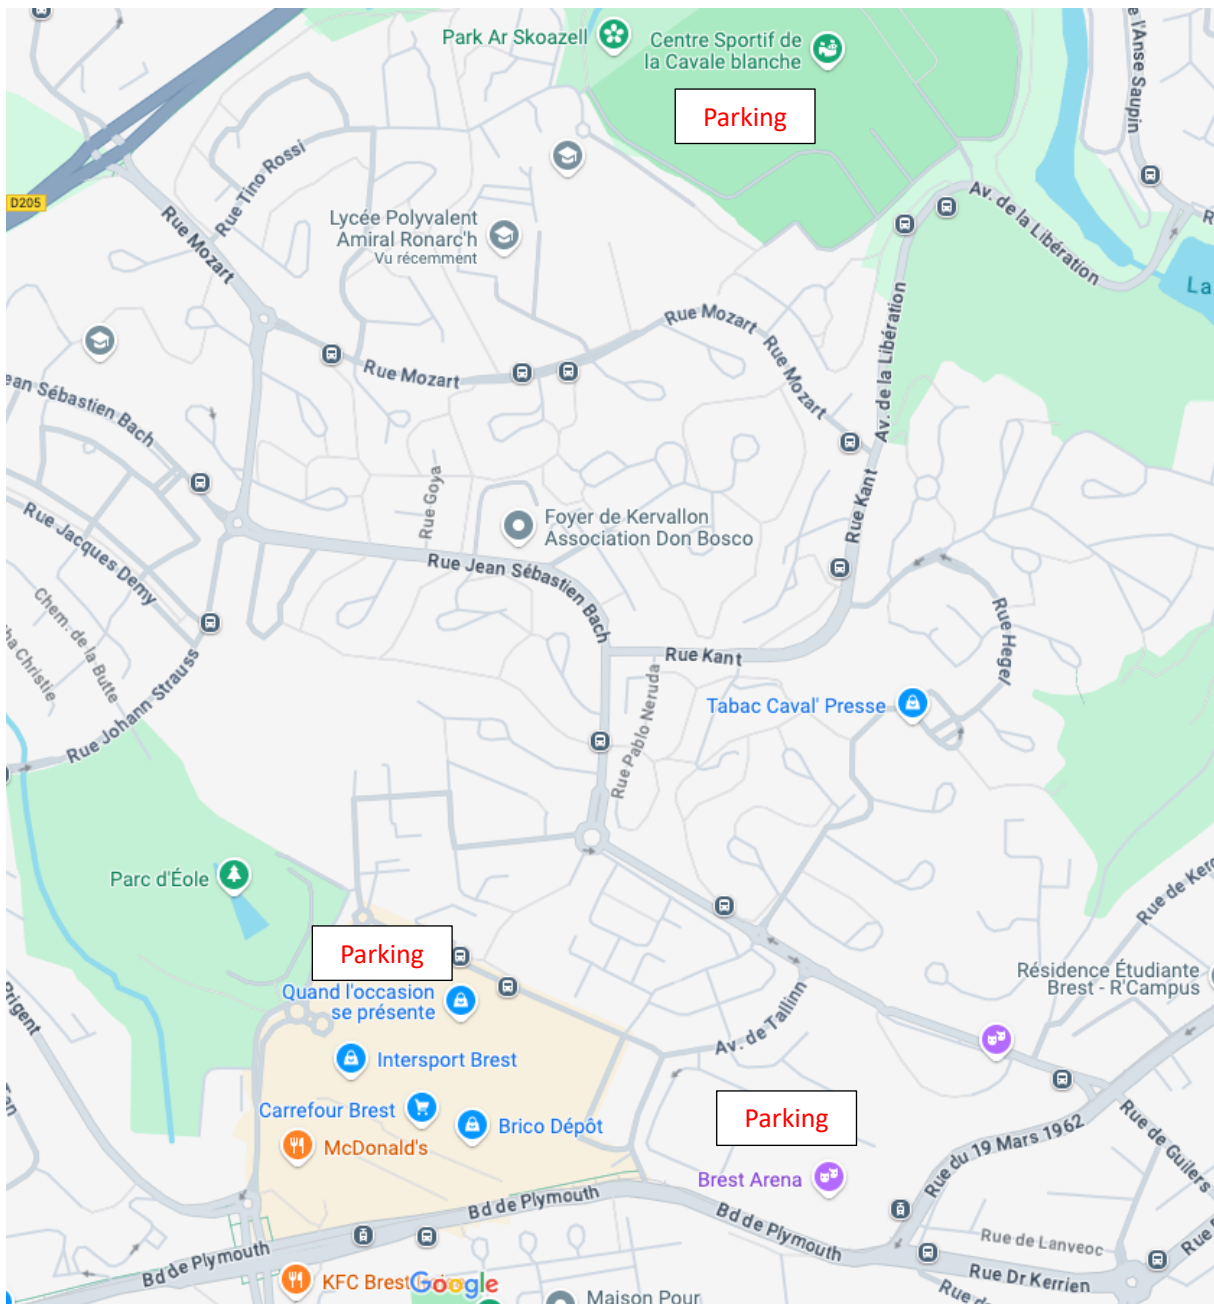 Park Ar Skoazell
Centre Sportif de
la Cavale blanche
Parking
e l'Anse Saupin
D205
Rue Tino Rossi
Rue Mozart
Lycée Polyvalent
Amiral Ronarc'h
Vu récemment
Av. de la Libération
La
Rue Mozart
Rue Mozart
Rue Mozart
Av. de la Libération
ean Sébastien Bach
Rue Goya
Rue Kant
Foyer de Kervallon
Association Don Bosco
Rue Jacques Demy
Rue Jean Sébastien Bach
Chem. de la Butte
tha Christie
Rue Johann Strauss
Rue Kant
Rue Hegel
Rue Pablo Neruda
Tabac Caval' Presse
Parc d'Éole
Rue de Kerg
Parking
Quand l'occasion
se présente
Résidence Étudiante
Brest - R'Campus
Prigent
Av. de Tallinn
Intersport Brest
Carrefour Brest
Brico Dépôt
McDonald's
Parking
Brest Arena
Rue du 19 Mars 1962
Rue de Guilers
Bd de Plymouth
Bd de Plymouth
Bd de Plymouth
Rue de Lanveoc
Rue Dr Kerrien
KFC Brest
Google
Maison Pour